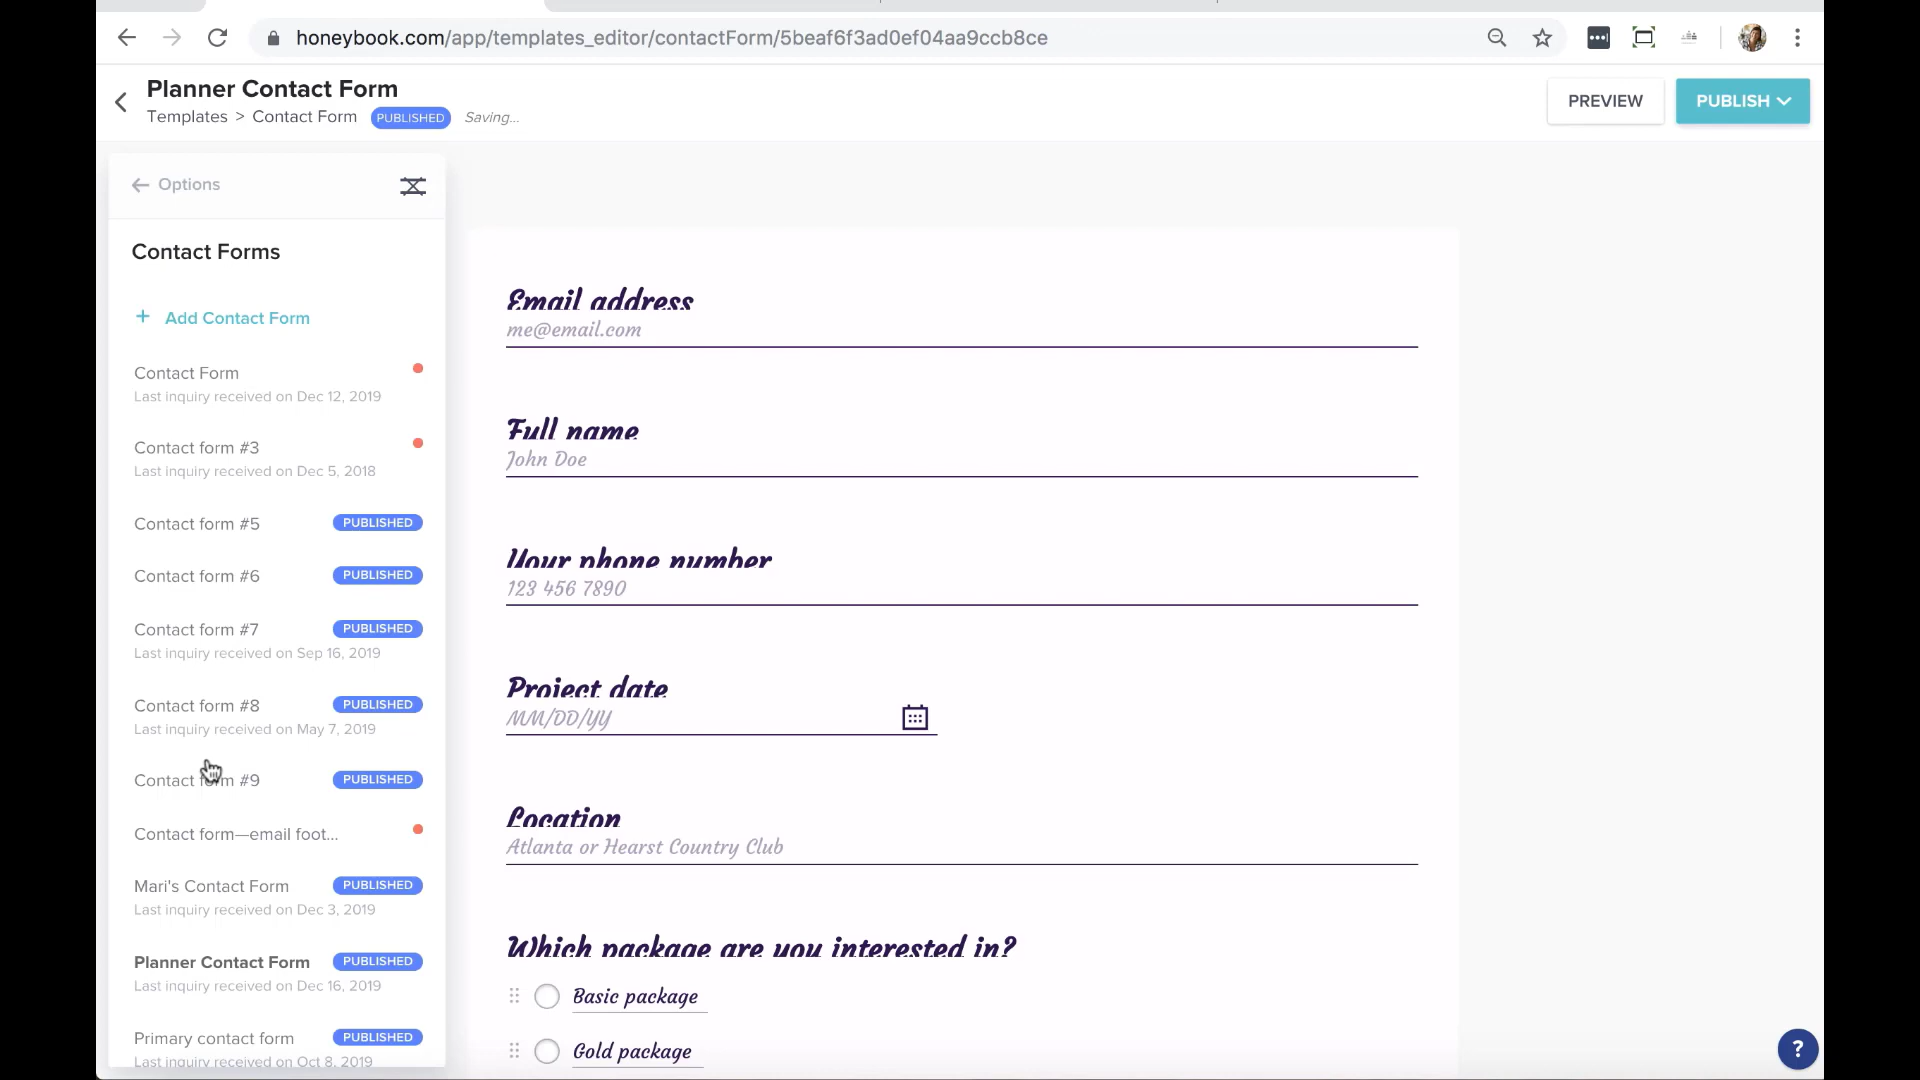 honeybook.com/app/templates_editor/contactForm/5beaf6f3ad0ef04aa9ccb8ce
Planner Contact Form
Templates > Contact Form PUBLISHED Saving...
PREVIEW
PUBLISH
Options
Contact Forms
+ Add Contact Form
Contact Form
Last inquiry received on Dec 12, 2019
Contact form #3
Last inquiry received on Dec 5, 2018
Contact form #5 PUBLISHED
Contact form #6 PUBLISHED
Contact form #7 PUBLISHED
Last inquiry received on Sep 16, 2019
Contact form #8 PUBLISHED
Last inquiry received on May 7, 2019
Contact form #9 PUBLISHED
Contact form—email foot...
Mari's Contact Form PUBLISHED
Last inquiry received on Dec 3, 2019
Planner Contact Form PUBLISHED
Last inquiry received on Dec 16, 2019
Primary contact form PUBLISHED
Last inquiry received on Oct 8, 2019
Email address
me@email.com
Full name
John Doe
Your phone number
123 456 7890
Project date
MM/DD/YY
Location
Atlanta or Hearst Country Club
Which package are you interested in?
Basic package
Gold package
?